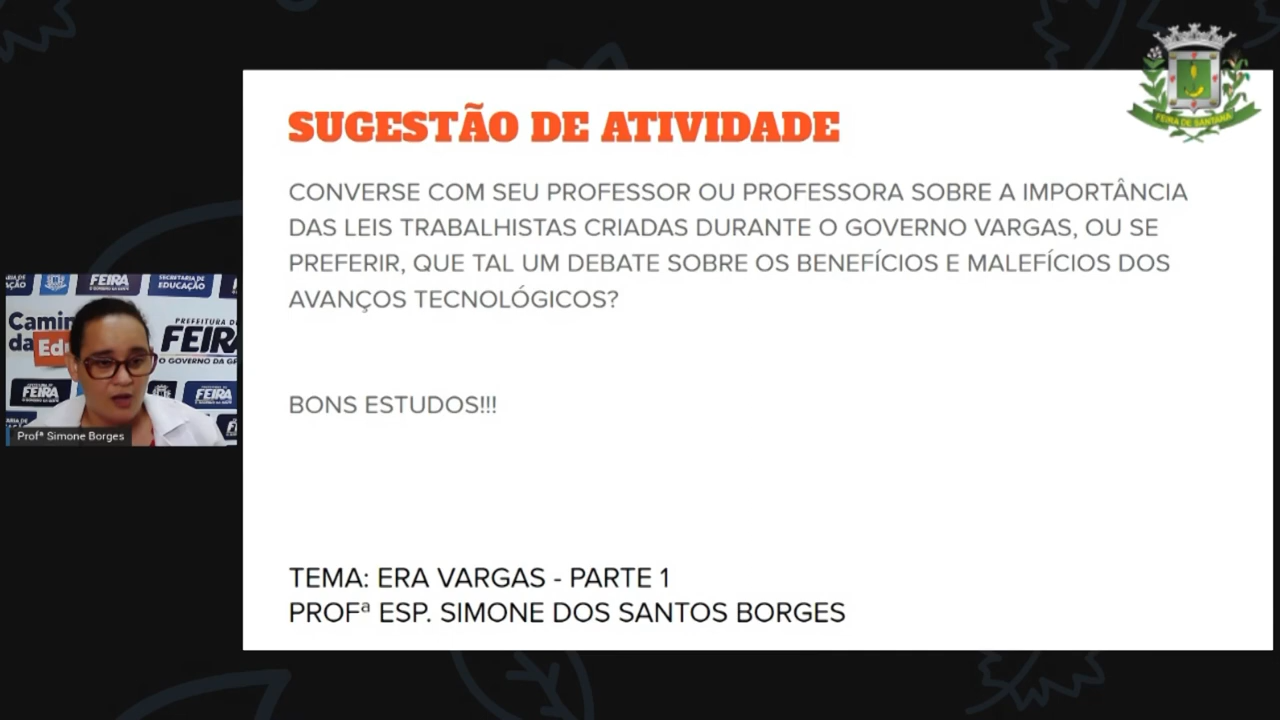 SUGESTÃO DE ATIVIDADE
CONVERSE COM SEU PROFESSOR OU PROFESSORA SOBRE A IMPORTÂNCIA
DAS LEIS TRABALHISTAS CRIADAS DURANTE O GOVERNO VARGAS, OU SE
PREFERIR, QUE TAL UM DEBATE SOBRE OS BENEFÍCIOS E MALEFÍCIOS DOS
AVANÇOS TECNOLÓGICOS?
BONS ESTUDOS!!!
TEMA: ERA VARGAS - PARTE 1
PROFª ESP. SIMONE DOS SANTOS BORGES
FEIRA DE SANTANA
FEIRA
SECRETARIA DE
EDUCAÇÃO
Camin
da Edu
PREFEITURA DE
FEIRA
O GOVERNO DA
FEIRA
FEIRA
Profª Simone Borges